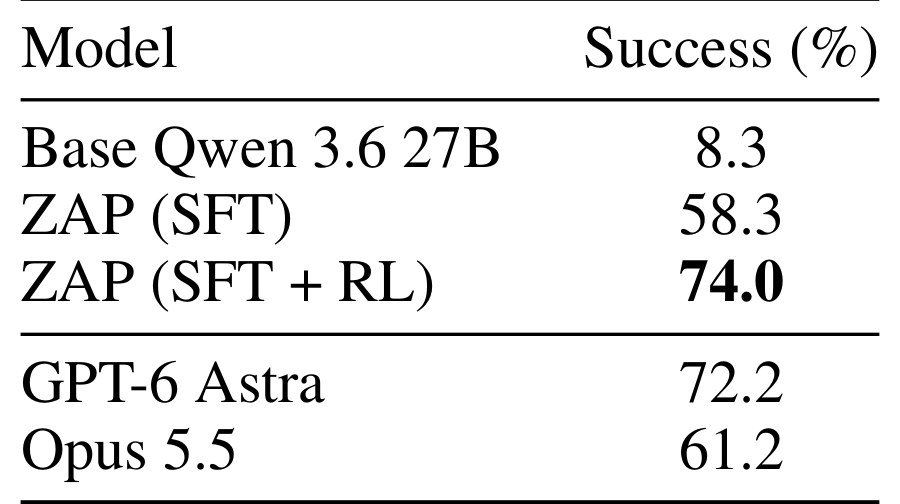 Model Success (%)
Base Qwen 3.6 27B 8.3
ZAP (SFT) 58.3
ZAP (SFT + RL) 74.0
GPT-6 Astra 72.2
Opus 5.5 61.2